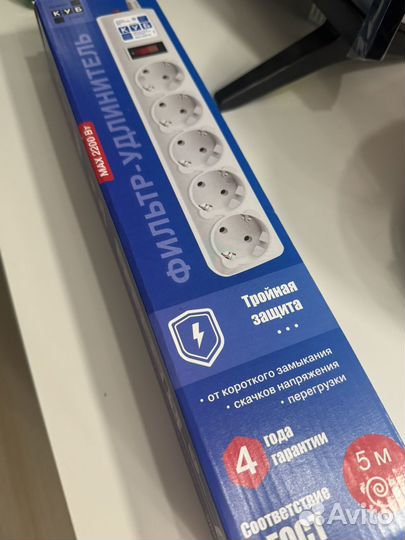 КУБ
КУБ
MAX 2200 Вт
ФИЛЬТР-УДЛИНИТЕЛЬ
Тройная
защита
• от короткого замыкания
• скачков напряжения
• перегрузки
4 года
гарантии
5 м
Соответствие
ГОСТ
Avito